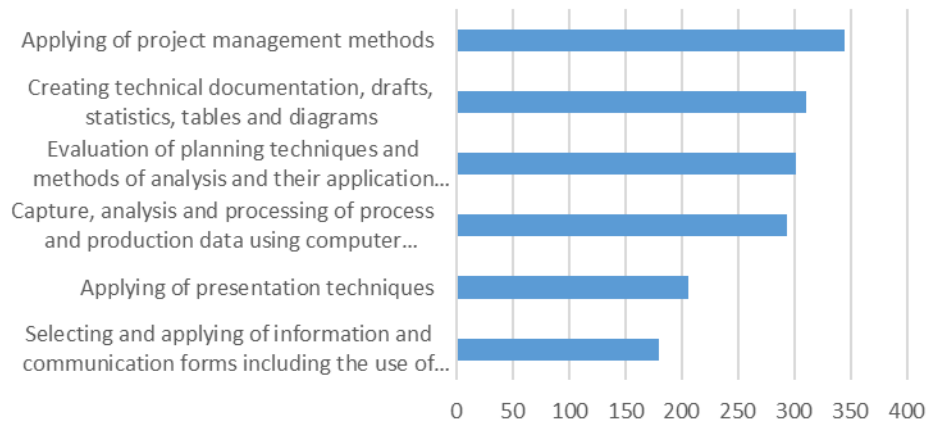 Applying of project management methods
Creating technical documentation, drafts,
statistics, tables and diagrams
Evaluation of planning techniques and
methods of analysis and their application...
Capture, analysis and processing of process
and production data using computer...
Applying of presentation techniques
Selecting and applying of information and
communication forms including the use of...
0 50 100 150 200 250 300 350 400